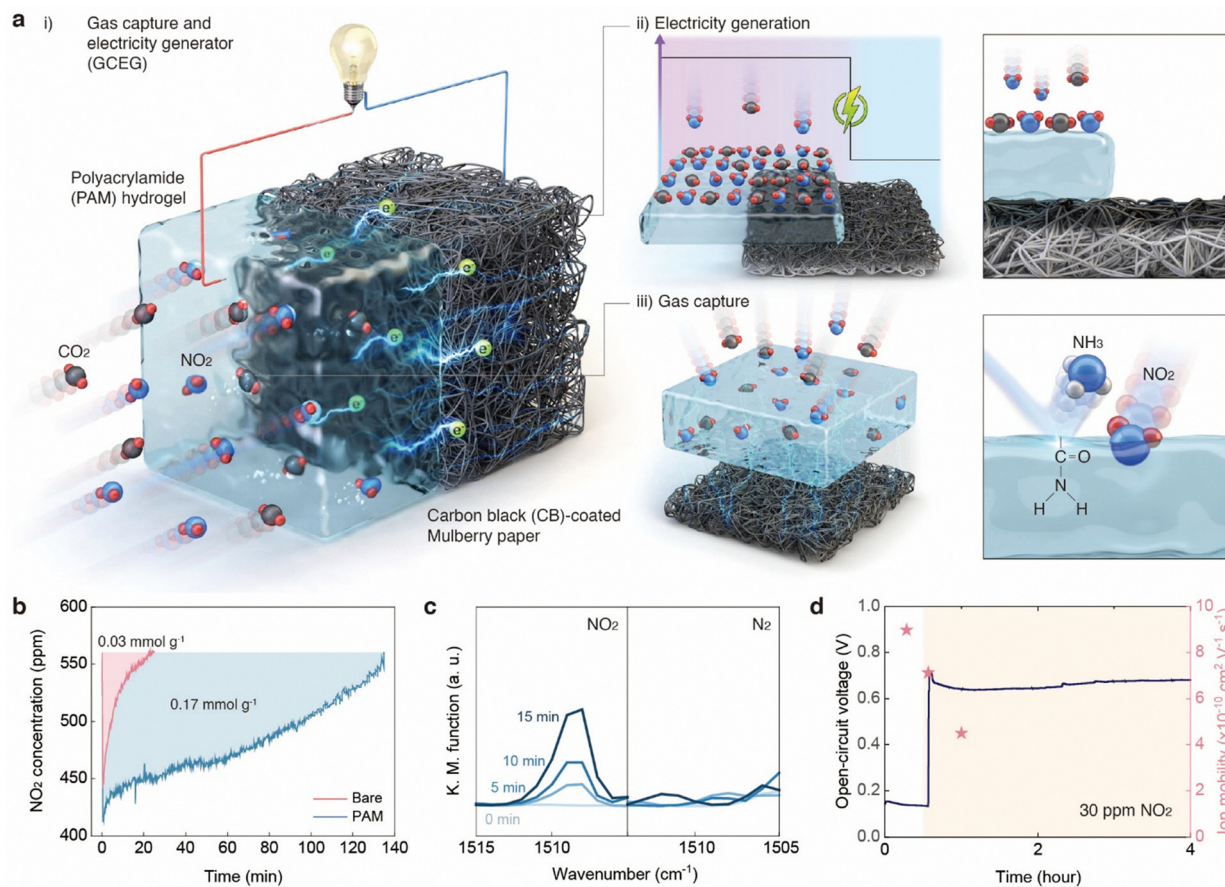 a
i)
Gas capture and
electricity generator
(GCEG)
Polyacrylamide
(PAM) hydrogel
CO₂
NO₂
e⁻
e⁻
e⁻
e⁻
e⁻
e⁻
Carbon black (CB)-coated
Mulberry paper
ii) Electricity generation
iii) Gas capture
NH₃
NO₂
C=O
N
H H
b
NO₂ concentration (ppm)
600
550
500
450
400
0.03 mmol g⁻¹
0.17 mmol g⁻¹
Bare
PAM
0 20 40 60 80 100 120 140
Time (min)
c
K. M. function (a. u.)
NO₂
N₂
15 min
10 min
5 min
0 min
1515 1510 1510 1505
Wavenumber (cm⁻¹)
d
Open-circuit voltage (V)
1.0
0.8
0.6
0.4
0.2
0.0
30 ppm NO₂
0 2 4
Time (hour)
10
8
6
4
2
0
Ion mobility (×10⁻¹⁰ cm² V⁻¹ s⁻¹)